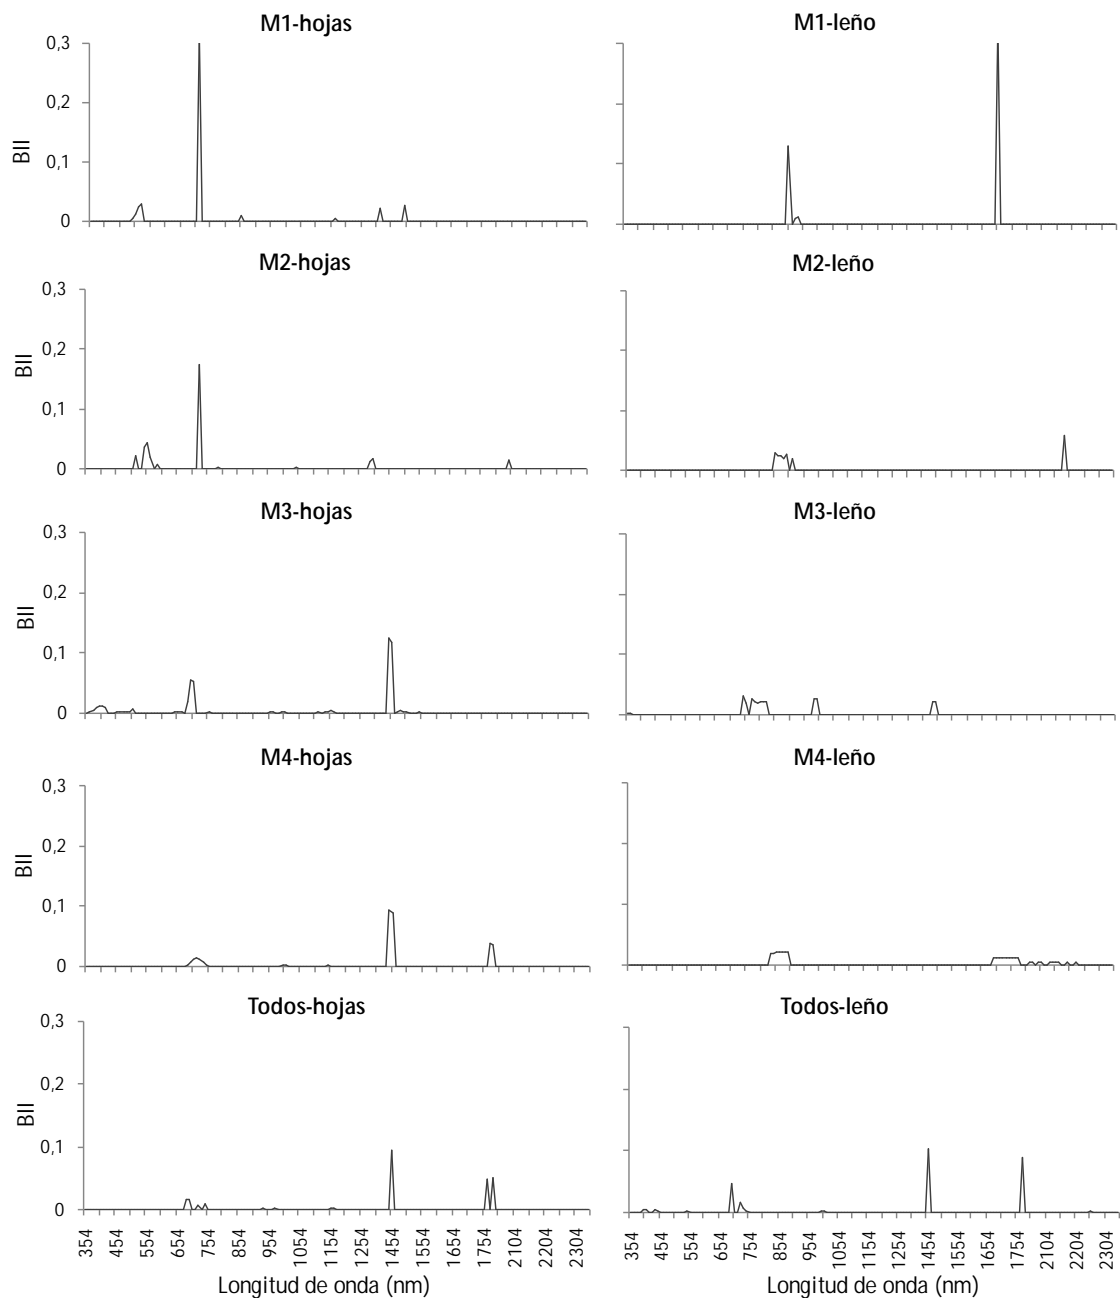 M1-hojas
M1-leño
0,3
0,2
0,1
0
BII
M2-hojas
M2-leño
0,3
0,2
0,1
0
BII
M3-hojas
M3-leño
0,3
0,2
0,1
0
BII
M4-hojas
M4-leño
0,3
0,2
0,1
0
BII
Todos-hojas
Todos-leño
0,3
0,2
0,1
0
BII
354 454 554 654 754 854 954 1054 1154 1254 1354 1454 1554 1654 1754 2104 2204 2304
354 454 554 654 754 854 954 1054 1154 1254 1354 1454 1554 1654 1754 2104 2204 2304
Longitud de onda (nm)
Longitud de onda (nm)